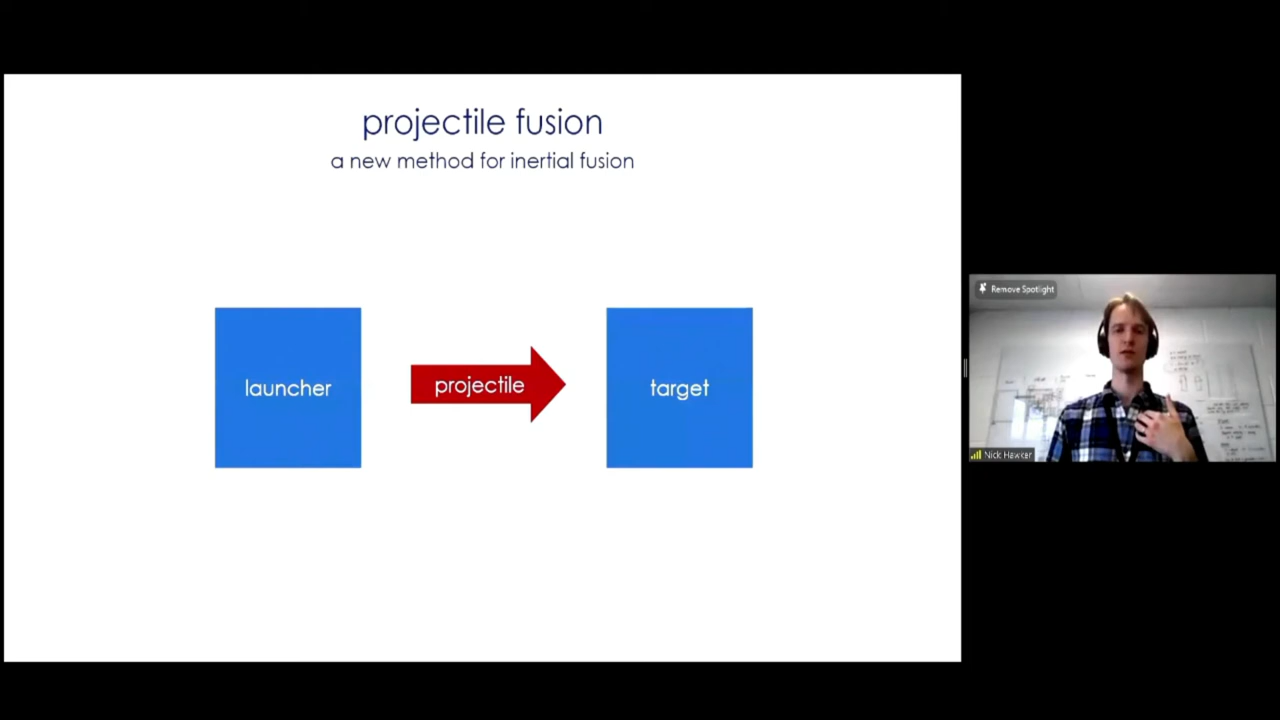 projectile fusion
a new method for inertial fusion
launcher
projectile
target
Remove Spotlight
Nick Hawker